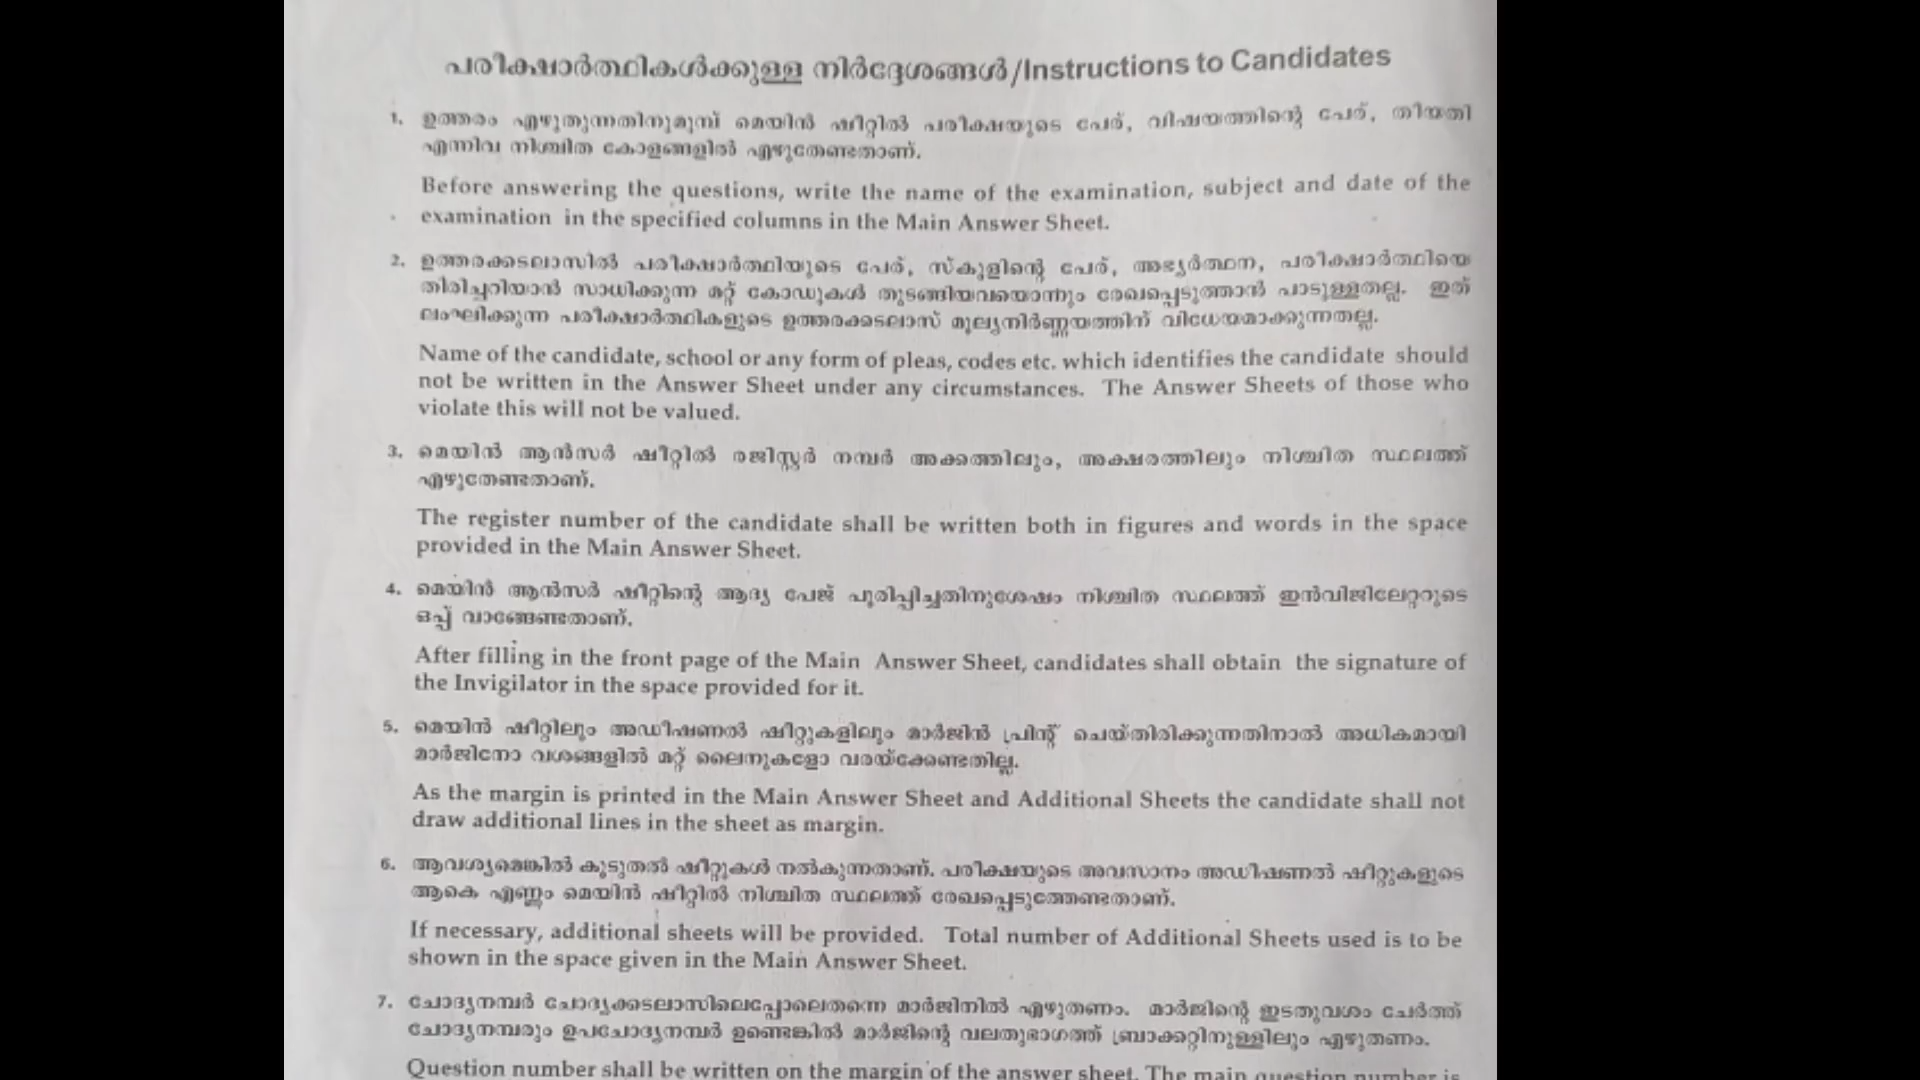 പരീക്ഷാർത്ഥികൾക്കുള്ള നിർദ്ദേശങ്ങൾ/Instructions to Candidates
1. ഉത്തരം എഴുതുന്നതിനുമുമ്പ് മെയിൻ ഷീറ്റിൽ പരീക്ഷയുടെ പേര്, വിഷയത്തിന്റെ പേര്, തീയതി
എന്നിവ നിശ്ചിത കോളങ്ങളിൽ എഴുതേണ്ടതാണ്.
Before answering the questions, write the name of the examination, subject and date of the
examination in the specified columns in the Main Answer Sheet.
2. ഉത്തരക്കടലാസിൽ പരീക്ഷാർത്ഥിയുടെ പേര്, സ്കൂളിന്റെ പേര്, അഭ്യർത്ഥന, പരീക്ഷാർത്ഥിയെ
തിരിച്ചറിയാൻ സാധിക്കുന്ന മറ്റ് കോഡുകൾ തുടങ്ങിയവയൊന്നും രേഖപ്പെടുത്താൻ പാടുള്ളതല്ല. ഇത്
ലംഘിക്കുന്ന പരീക്ഷാർത്ഥികളുടെ ഉത്തരക്കടലാസ് മൂല്യനിർണ്ണയത്തിന് വിധേയമാക്കുന്നതല്ല.
Name of the candidate, school or any form of pleas, codes etc. which identifies the candidate should
not be written in the Answer Sheet under any circumstances. The Answer Sheets of those who
violate this will not be valued.
3. മെയിൻ ആൻസർ ഷീറ്റിൽ രജിസ്റ്റർ നമ്പർ അക്കത്തിലും, അക്ഷരത്തിലും നിശ്ചിത സ്ഥലത്ത്
എഴുതേണ്ടതാണ്.
The register number of the candidate shall be written both in figures and words in the space
provided in the Main Answer Sheet.
4. മെയിൻ ആൻസർ ഷീറ്റിന്റെ ആദ്യ പേജ് പൂരിപ്പിച്ചതിനുശേഷം നിശ്ചിത സ്ഥലത്ത് ഇൻവിജിലേറ്ററുടെ
ഒപ്പ് വാങ്ങേണ്ടതാണ്.
After filling in the front page of the Main Answer Sheet, candidates shall obtain the signature of
the Invigilator in the space provided for it.
5. മെയിൻ ഷീറ്റിലും അഡീഷണൽ ഷീറ്റുകളിലും മാർജിൻ പ്രിന്റ് ചെയ്തിരിക്കുന്നതിനാൽ അധികമായി
മാർജിനോ വശങ്ങളിൽ മറ്റ് ലൈനുകളോ വരയ്ക്കേണ്ടതില്ല.
As the margin is printed in the Main Answer Sheet and Additional Sheets the candidate shall not
draw additional lines in the sheet as margin.
6. ആവശ്യമെങ്കിൽ കൂടുതൽ ഷീറ്റുകൾ നൽകുന്നതാണ്. പരീക്ഷയുടെ അവസാനം അഡീഷണൽ ഷീറ്റുകളുടെ
ആകെ എണ്ണം മെയിൻ ഷീറ്റിൽ നിശ്ചിത സ്ഥലത്ത് രേഖപ്പെടുത്തേണ്ടതാണ്.
If necessary, additional sheets will be provided. Total number of Additional Sheets used is to be
shown in the space given in the Main Answer Sheet.
7. ചോദ്യനമ്പർ ചോദ്യക്കടലാസിലെപ്പോലെതന്നെ മാർജിനിൽ എഴുതണം. മാർജിന്റെ ഇടതുവശം ചേർത്ത്
ചോദ്യനമ്പരും ഉപചോദ്യനമ്പർ ഉണ്ടെങ്കിൽ മാർജിന്റെ വലതുഭാഗത്ത് ബ്രാക്കറ്റിനുള്ളിലും എഴുതണം.
Question number shall be written on the margin of the answer sheet. The main question number is